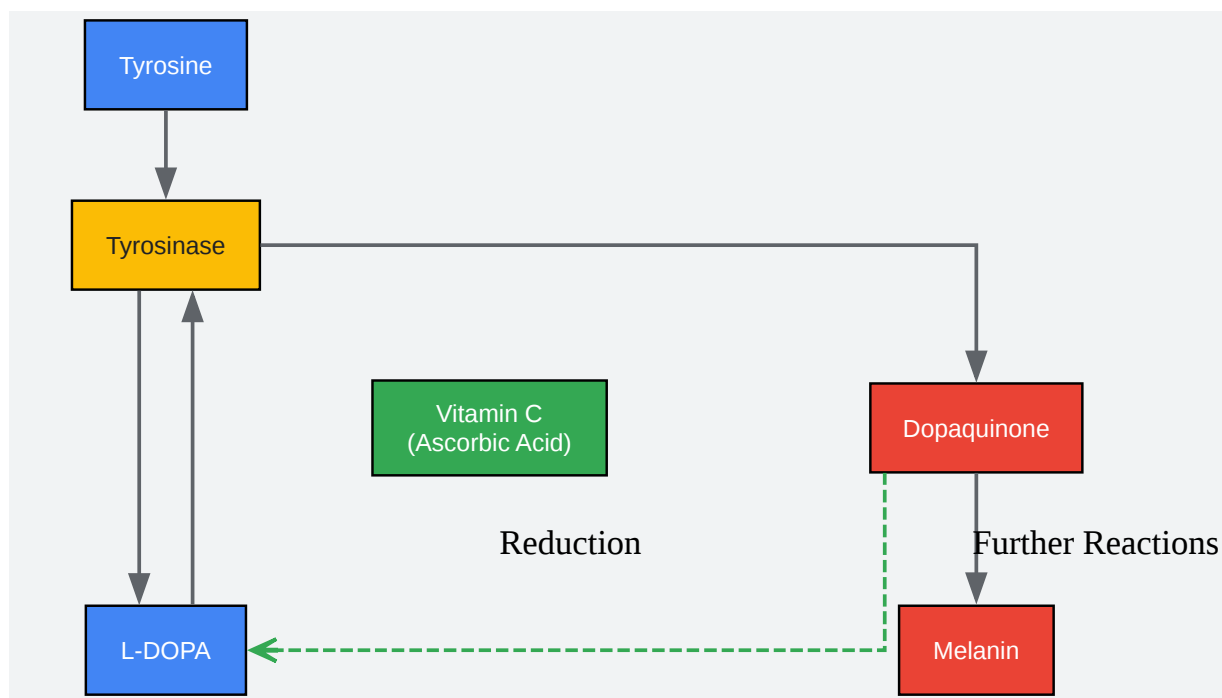 Tyrosine
Tyrosinase
Vitamin C
(Ascorbic Acid)
Dopaquinone
Reduction
Further Reactions
L-DOPA
Melanin